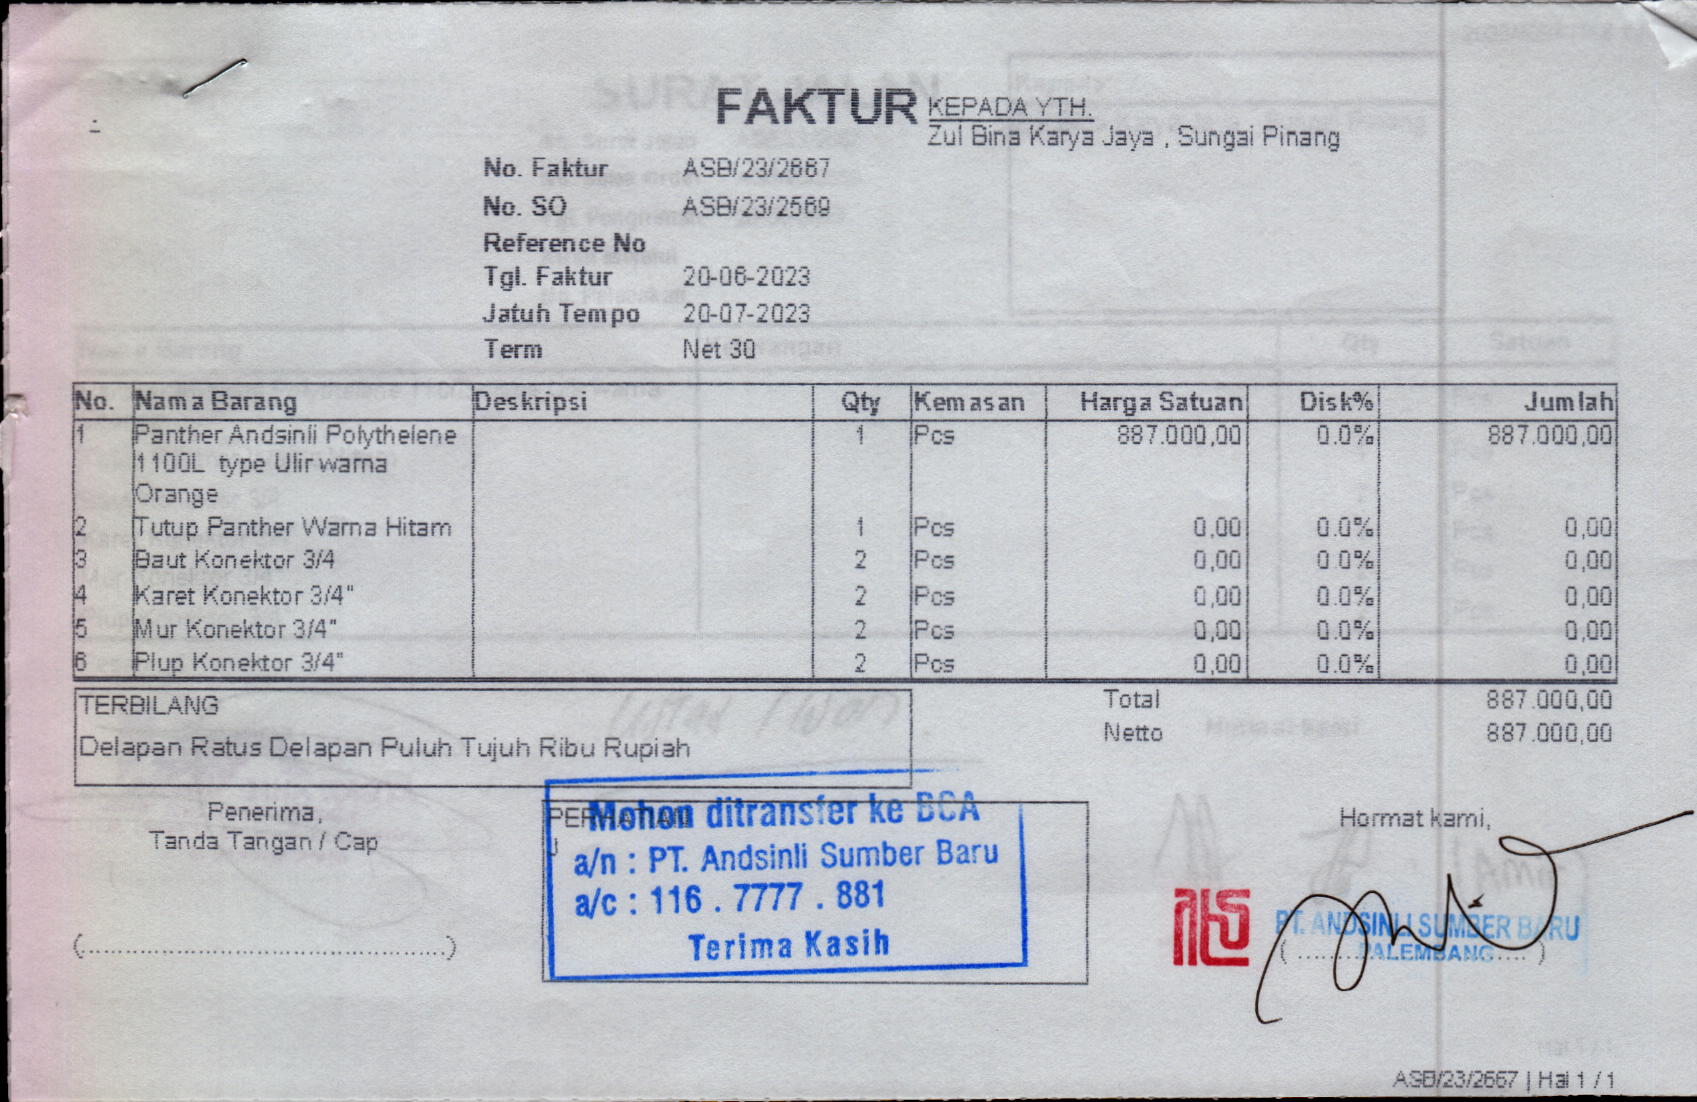 FAKTUR
KEPADA YTH.
Zul Bina Karya Jaya , Sungai Pinang
No. Faktur ASB/23/2667
No. SO ASB/23/2569
Reference No
Tgl. Faktur 20-06-2023
Jatuh Tempo 20-07-2023
Term Net 30
No. Nama Barang Deskripsi Qty Kemasan Harga Satuan Disk% Jumlah
1 Panther Andsinli Polythelene 1 Pcs 887.000,00 0.0% 887.000,00
1100L type Ulir warna
Orange
2 Tutup Panther Warna Hitam 1 Pcs 0,00 0.0% 0,00
3 Baut Konektor 3/4 2 Pcs 0,00 0.0% 0,00
4 Karet Konektor 3/4" 2 Pcs 0,00 0.0% 0,00
5 Mur Konektor 3/4" 2 Pcs 0,00 0.0% 0,00
6 Plup Konektor 3/4" 2 Pcs 0,00 0.0% 0,00
TERBILANG
Delapan Ratus Delapan Puluh Tujuh Ribu Rupiah
Total 887.000,00
Netto 887.000,00
Penerima,
Tanda Tangan / Cap
(..............................................)
Mohon ditransfer ke BCA
a/n : PT. Andsinli Sumber Baru
a/c : 116 . 7777 . 881
Terima Kasih
Hormat kami,
PT. ANDSINLI SUMBER BARU
PALEMBANG
ASB/23/2667 | Hal 1 / 1